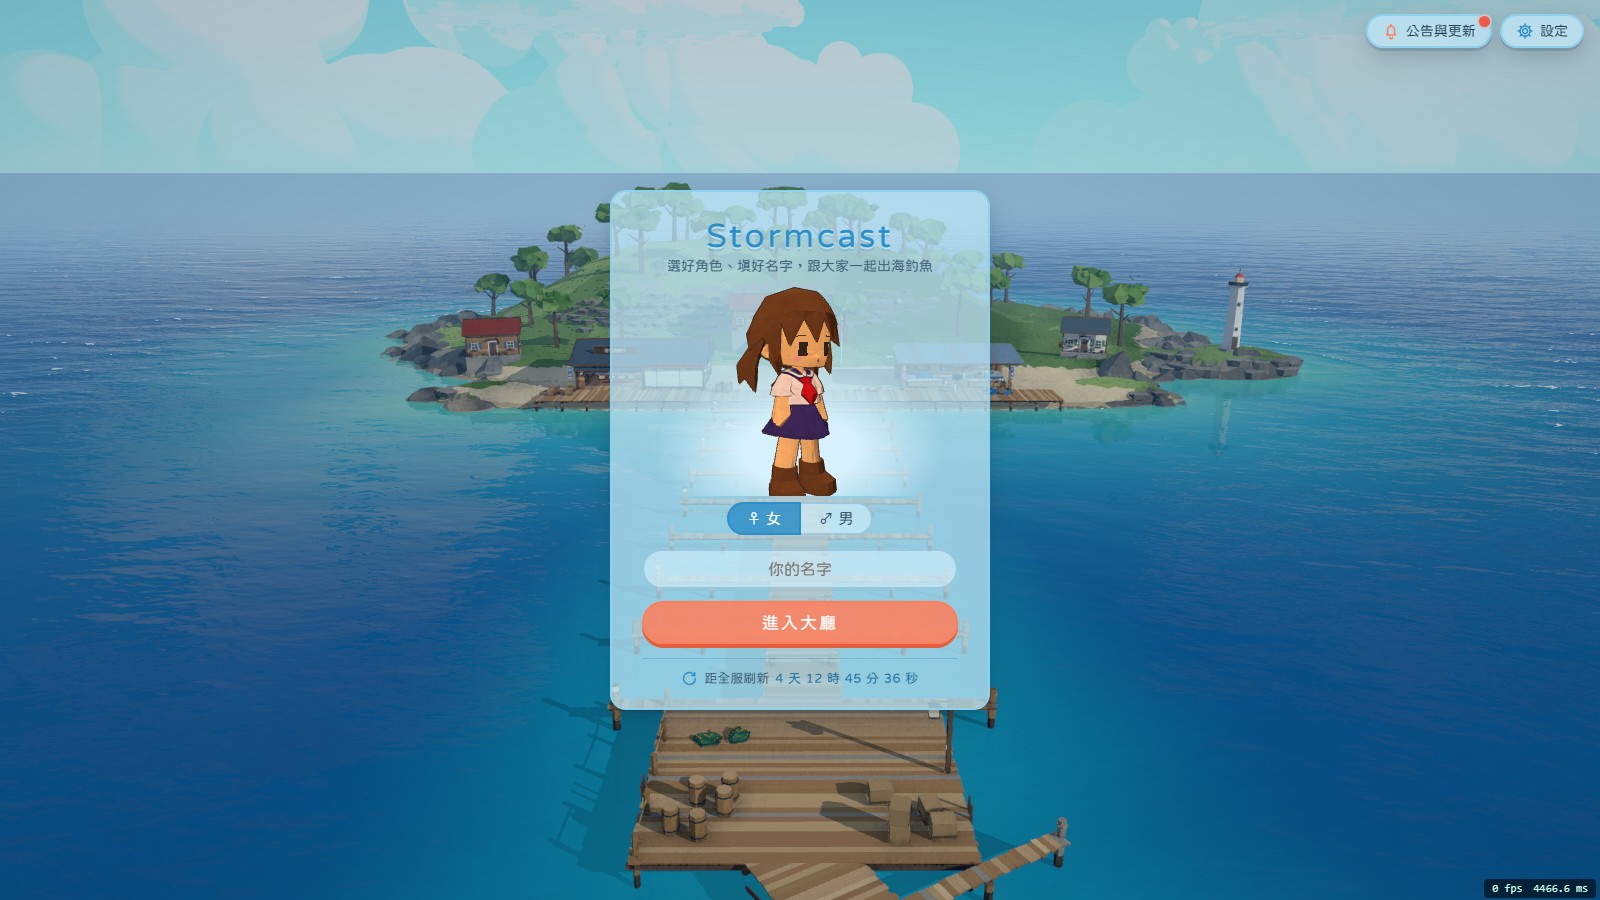 公告與更新
設定
Stormcast
選好角色、填好名字，跟大家一起出海釣魚
♀ 女
♂ 男
你的名字
進入大廳
距全服刷新 4 天 12 時 45 分 36 秒
0 fps 4466.6 ms